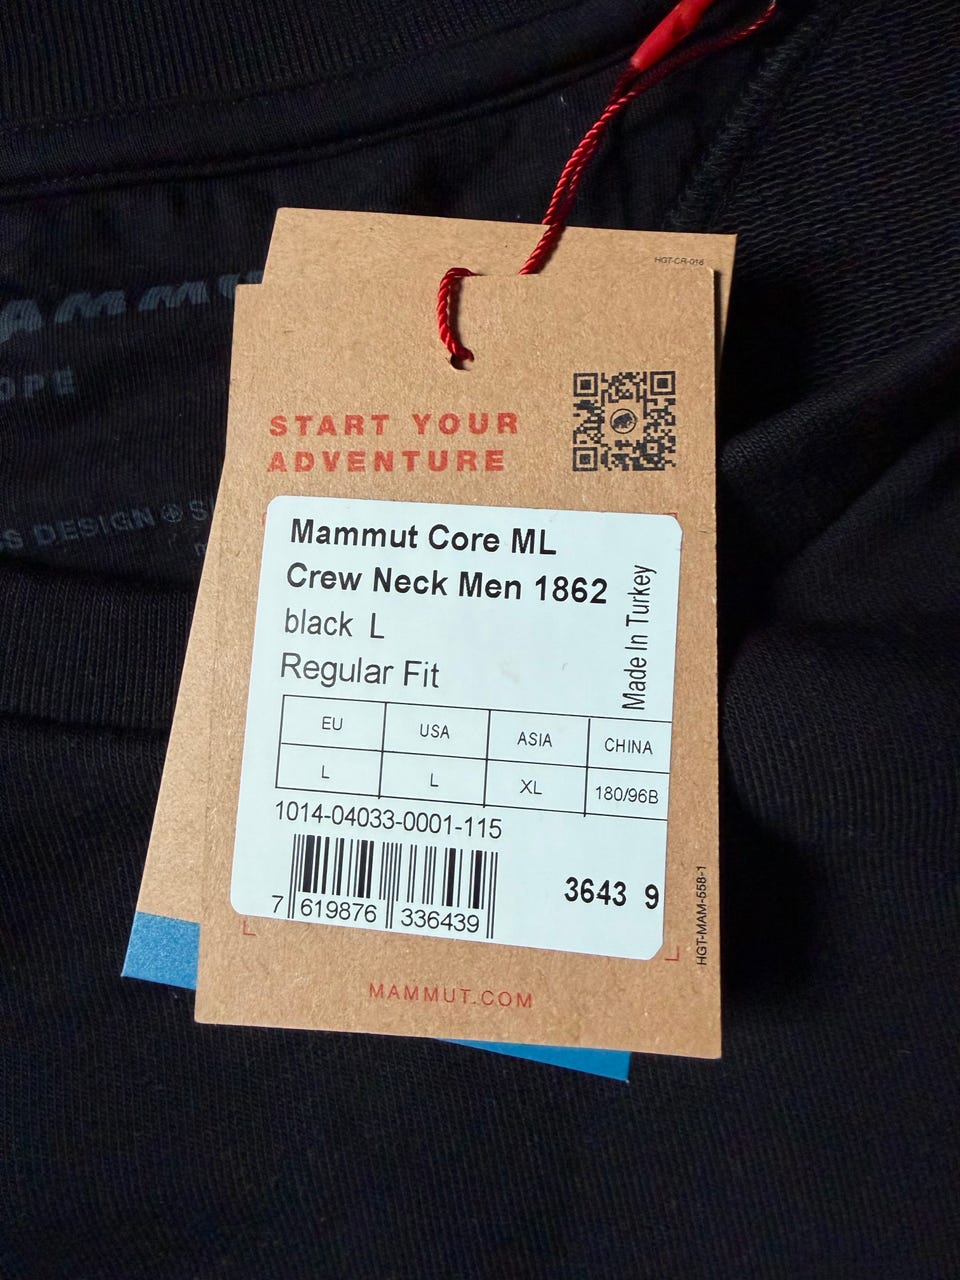 HGT-CR-016
OPE
S DESIGN
START YOUR
ADVENTURE
Mammut Core ML
Crew Neck Men 1862
black L
Regular Fit
Made In Turkey
EU USA ASIA CHINA
L L XL 180/96B
1014-04033-0001-115
7 619876 336439
3643 9
HGT-MAM-558-1
MAMMUT.COM